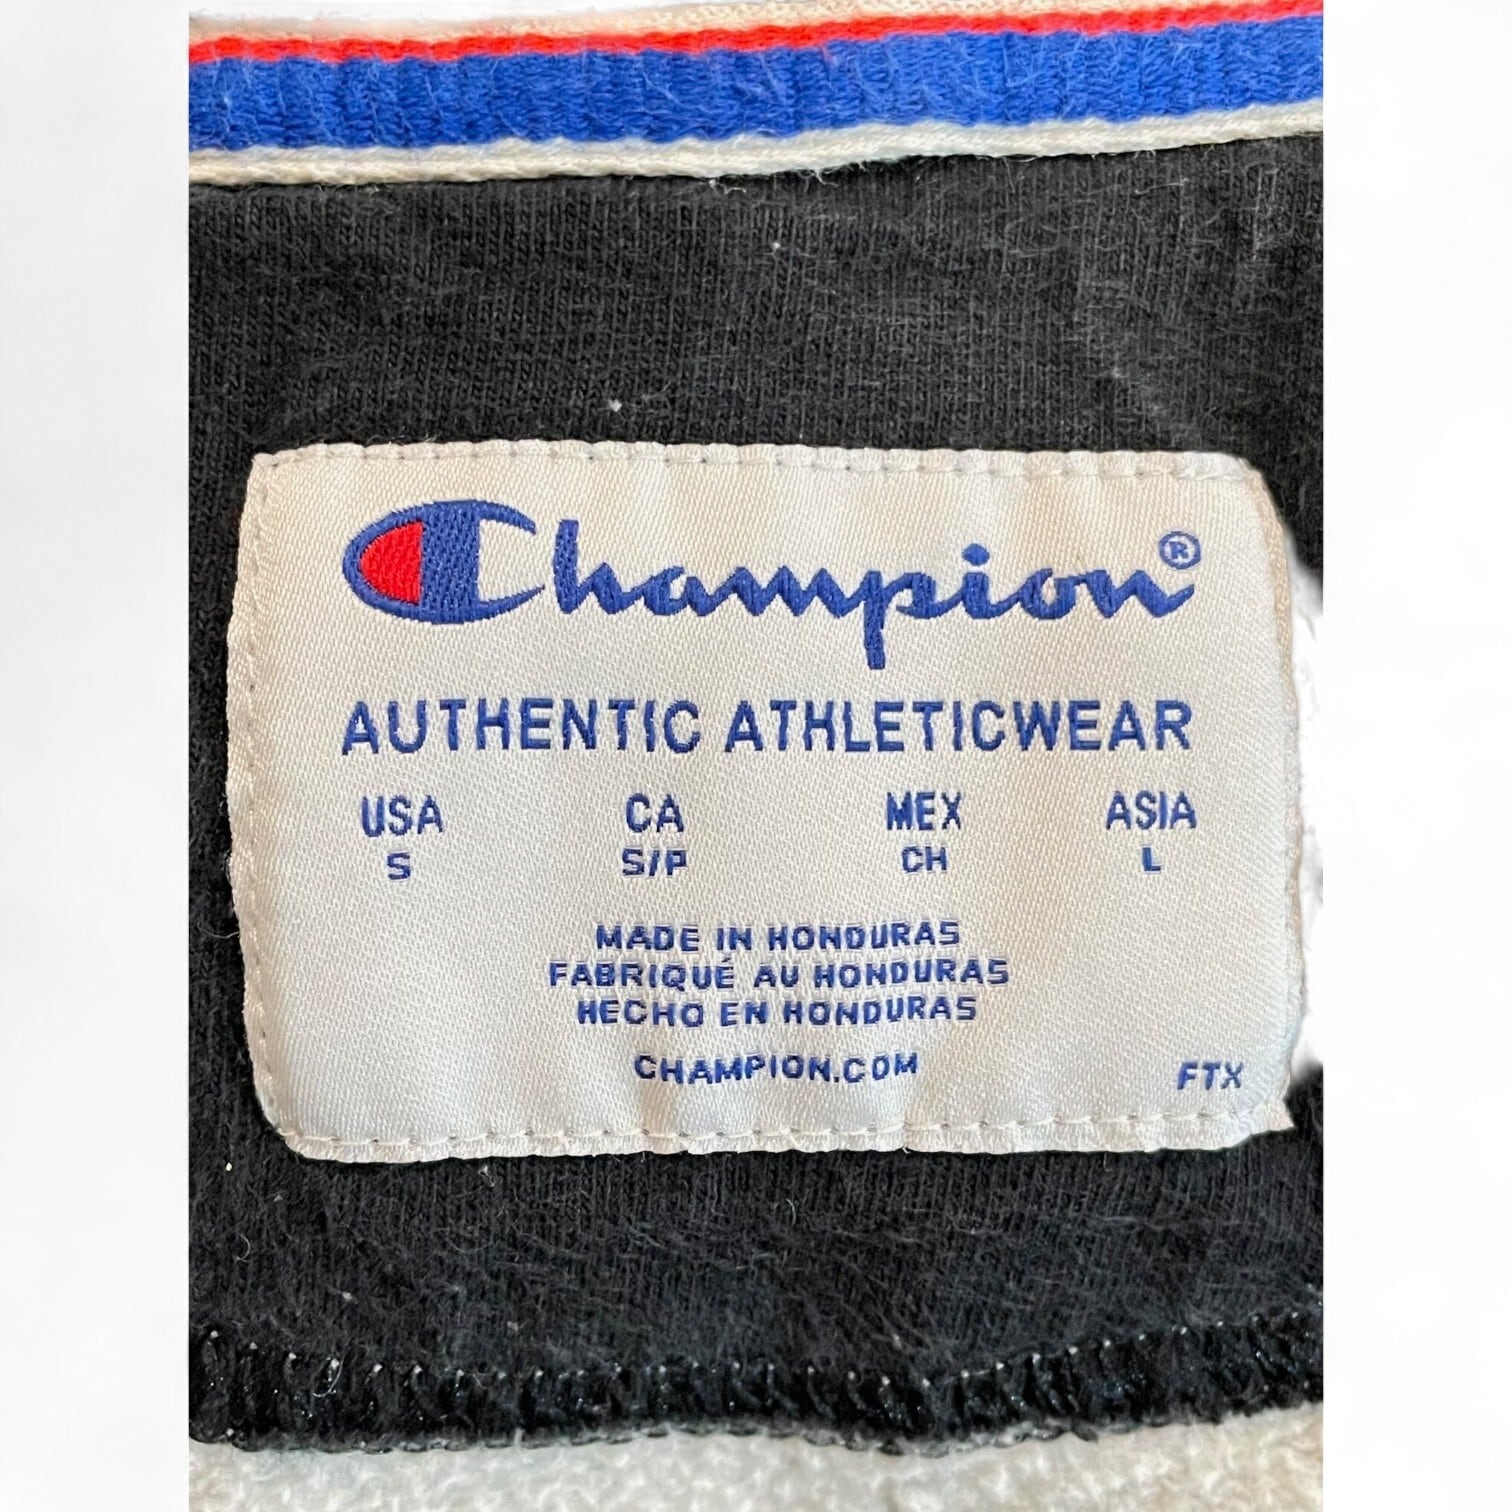 Champion®
AUTHENTIC ATHLETICWEAR
USA CA MEX ASIA
S S/P CH L
MADE IN HONDURAS
FABRIQUÉ AU HONDURAS
HECHO EN HONDURAS
CHAMPION.COM
FTX